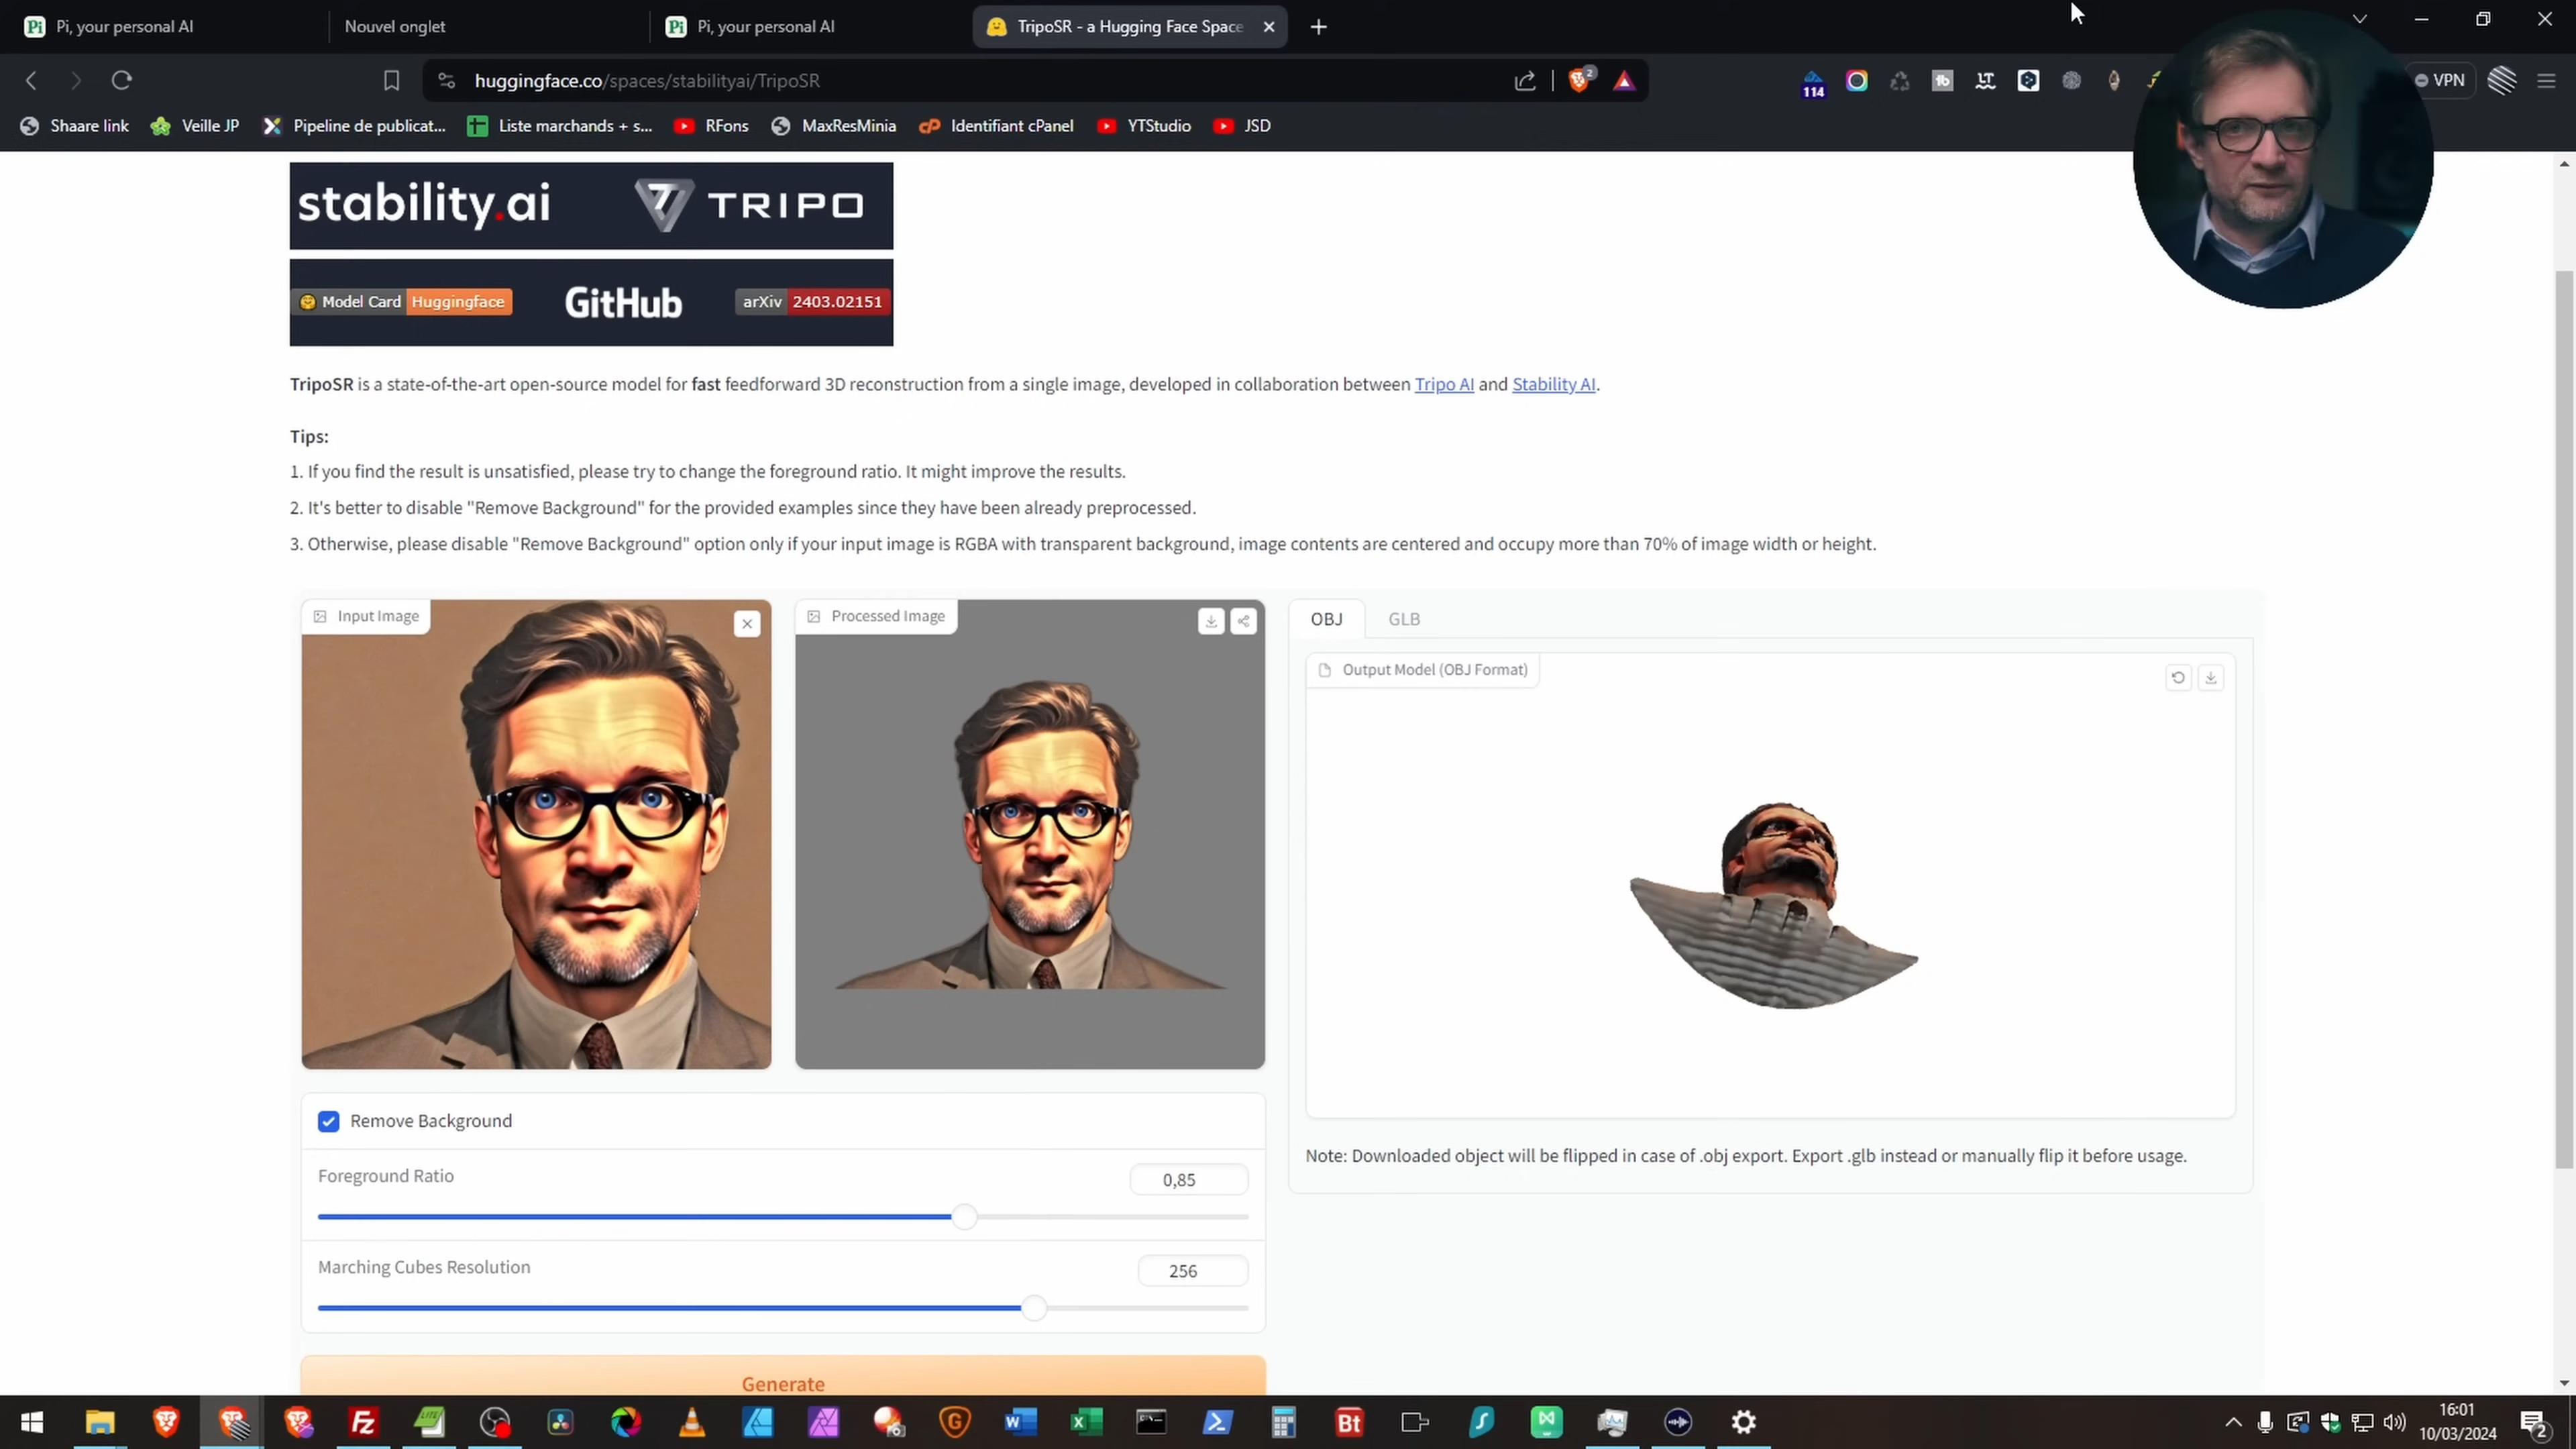 Pi, your personal AI
Nouvel onglet
Pi, your personal AI
TripoSR - a Hugging Face Space
huggingface.co/spaces/stabilityai/TripoSR
2
114
VPN
Shaare link
Veille JP
Pipeline de publicat...
Liste marchands + s...
RFons
MaxResMinia
Identifiant cPanel
YTStudio
JSD
stability.ai
TRIPO
Model Card Huggingface
GitHub
arXiv 2403.02151
TripoSR is a state-of-the-art open-source model for fast feedforward 3D reconstruction from a single image, developed in collaboration between Tripo AI and Stability AI.
Tips:
1. If you find the result is unsatisfied, please try to change the foreground ratio. It might improve the results.
2. It's better to disable "Remove Background" for the provided examples since they have been already preprocessed.
3. Otherwise, please disable "Remove Background" option only if your input image is RGBA with transparent background, image contents are centered and occupy more than 70% of image width or height.
Input Image
Processed Image
OBJ
GLB
Output Model (OBJ Format)
Note: Downloaded object will be flipped in case of .obj export. Export .glb instead or manually flip it before usage.
Remove Background
Foreground Ratio
0,85
Marching Cubes Resolution
256
Generate
16:01
10/03/2024
2